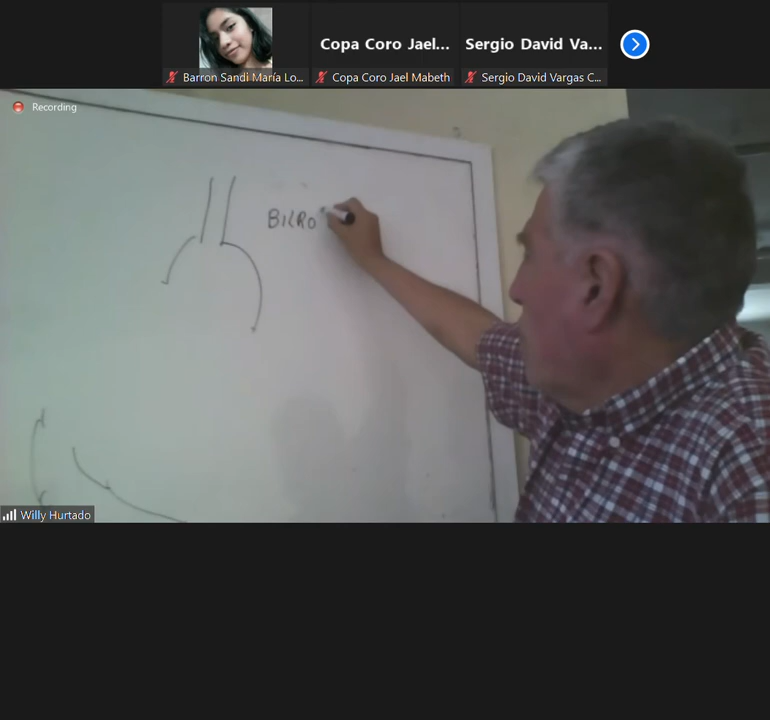 Copa Coro Jael...
Sergio David Va...
Barron Sandi María Lo...
Copa Coro Jael Mabeth
Sergio David Vargas C...
Recording
BILRO
Willy Hurtado